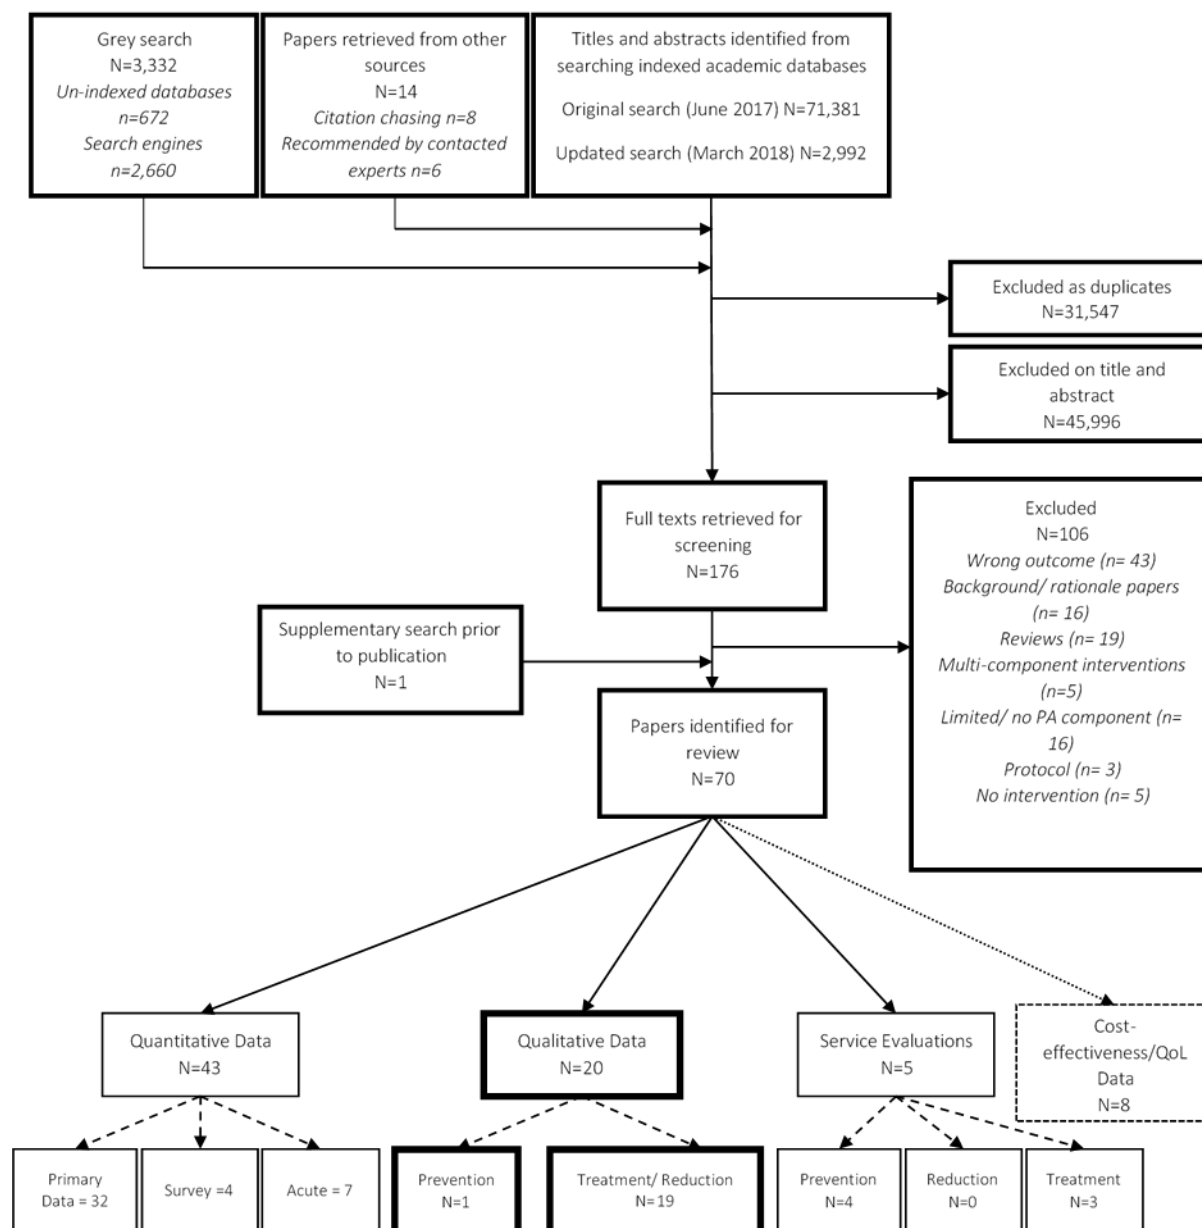 Grey search
N=3,332
Un-indexed databases
n=672
Search engines
n=2,660
Papers retrieved from other
sources
N=14
Citation chasing n=8
Recommended by contacted
experts n=6
Titles and abstracts identified from
searching indexed academic databases
Original search (June 2017) N=71,381
Updated search (March 2018) N=2,992
Excluded as duplicates
N=31,547
Excluded on title and
abstract
N=45,996
Full texts retrieved for
screening
N=176
Excluded
N=106
Wrong outcome (n= 43)
Background/ rationale papers
(n= 16)
Reviews (n= 19)
Multi-component interventions
(n=5)
Limited/ no PA component (n=
16)
Protocol (n= 3)
No intervention (n= 5)
Supplementary search prior
to publication
N=1
Papers identified for
review
N=70
Quantitative Data
N=43
Qualitative Data
N=20
Service Evaluations
N=5
Cost-
effectiveness/QoL
Data
N=8
Primary
Data = 32
Survey =4
Acute = 7
Prevention
N=1
Treatment/ Reduction
N=19
Prevention
N=4
Reduction
N=0
Treatment
N=3